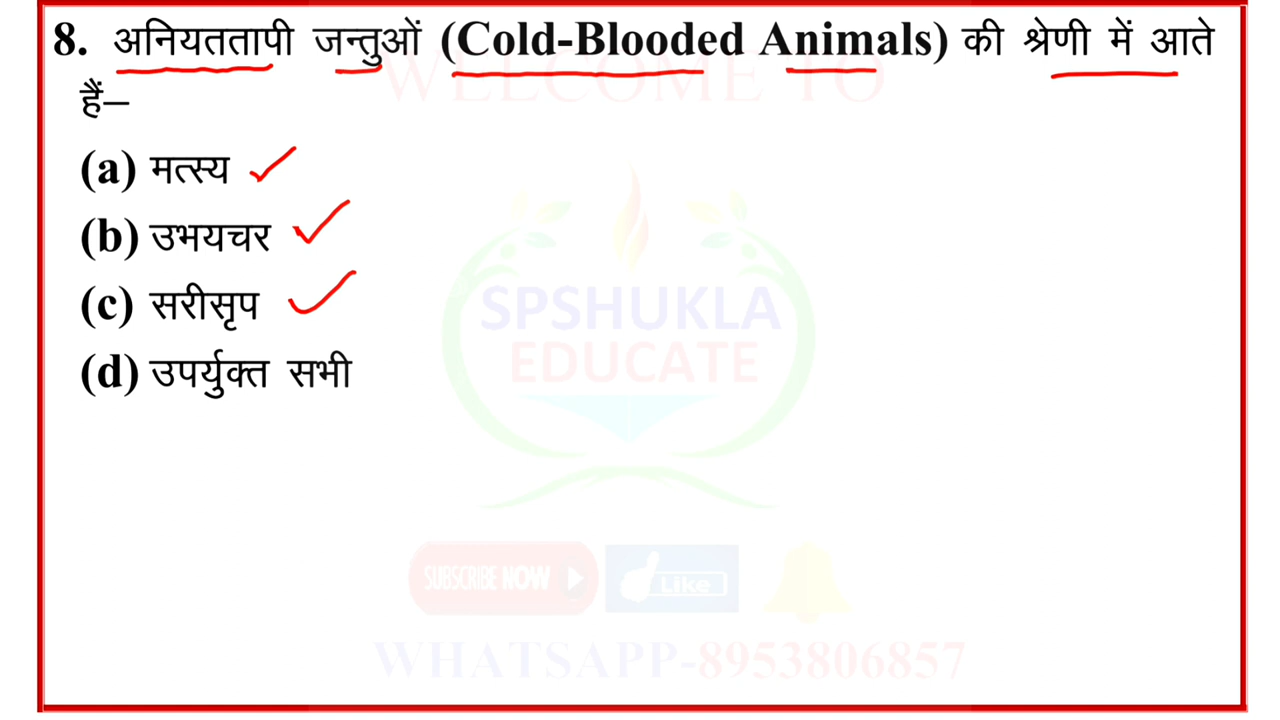 8. अनियततापी जन्तुओं (Cold-Blooded Animals) की श्रेणी में आते
हैं–
WELCOME TO
(a) मत्स्य
(b) उभयचर
(c) सरीसृप
(d) उपर्युक्त सभी
SPSHUKLA
EDUCATE
SUBSCRIBE NOW
Like
WHATSAPP-8953806857